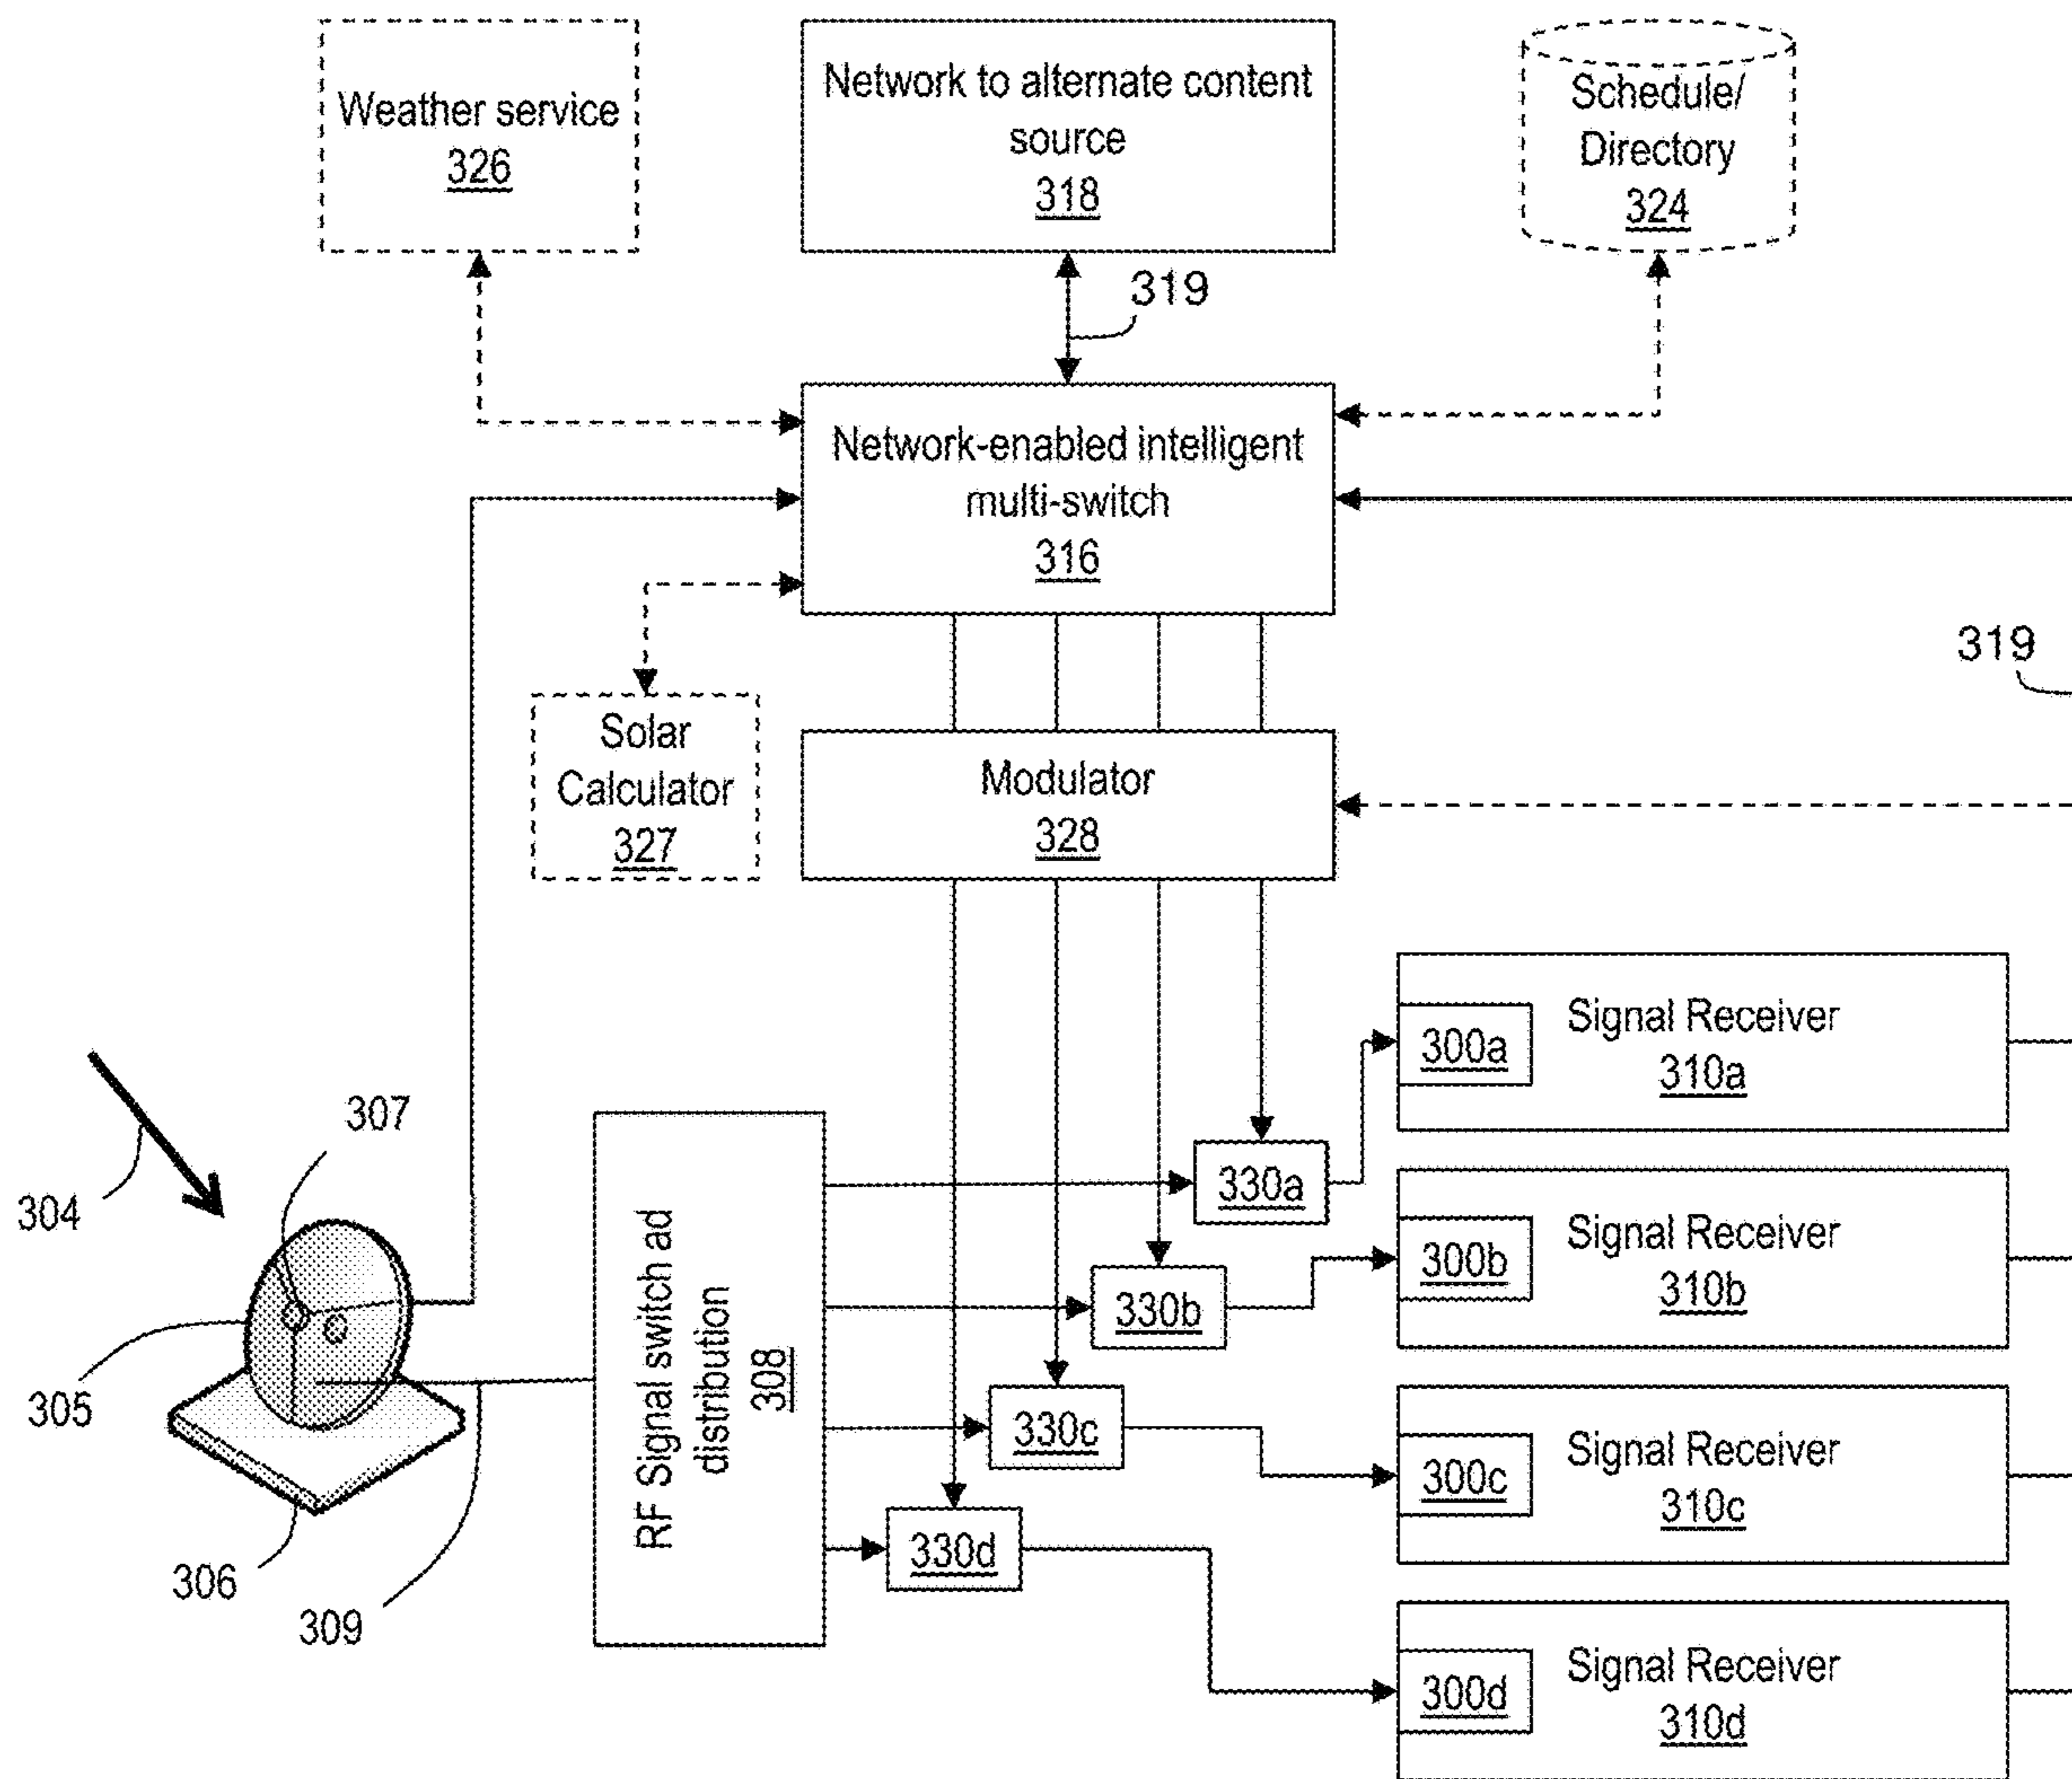 Weather service
326
Network to alternate content
source
318
Schedule/
Directory
324
319
Network-enabled intelligent
multi-switch
316
319
Solar
Calculator
327
Modulator
328
300a
Signal Receiver
310a
307
304
330a
RF Signal switch ad
distribution
308
300b
Signal Receiver
310b
330b
305
330c
300c
Signal Receiver
310c
306
309
330d
300d
Signal Receiver
310d